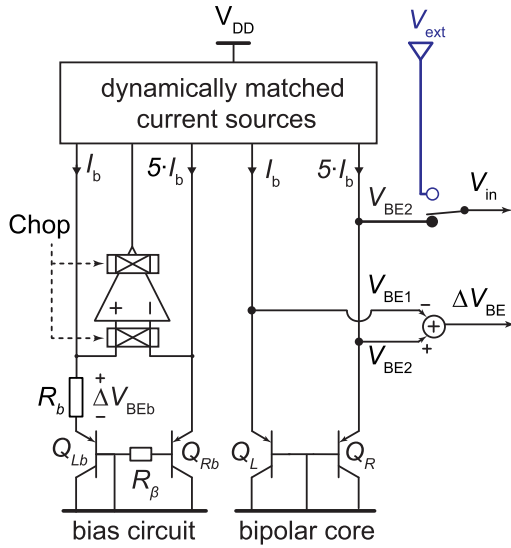 V_DD
V_ext
dynamically matched
current sources
I_b 5·I_b I_b 5·I_b
V_BE2 V_in
Chop
+ −
V_BE1 − ΔV_BE
+
V_BE2 +
+
R_b ΔV_BEb
−
Q_Lb Q_Rb Q_L Q_R
R_β
bias circuit bipolar core